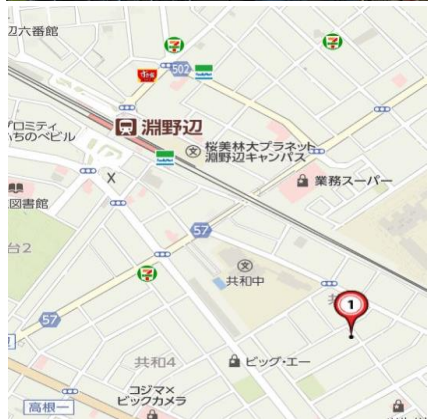 辺六番館
502
淵野辺
桜美林大プラネット
淵野辺キャンパス
業務スーパー
プロミティ
ふちのべビル
X
図書館
台2
57
共和中
57
1
共和4
ビッグ・エー
コジマ×
ビックカメラ
高根一